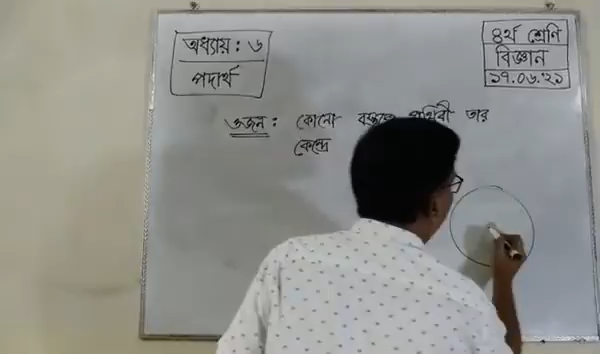 অধ্যায় : ৬
পদার্থ
৪র্থ শ্রেণি
বিজ্ঞান
১৭.০৬.২১
ওজন : কোনো বস্তুকে পৃথিবী তার
কেন্দ্রে